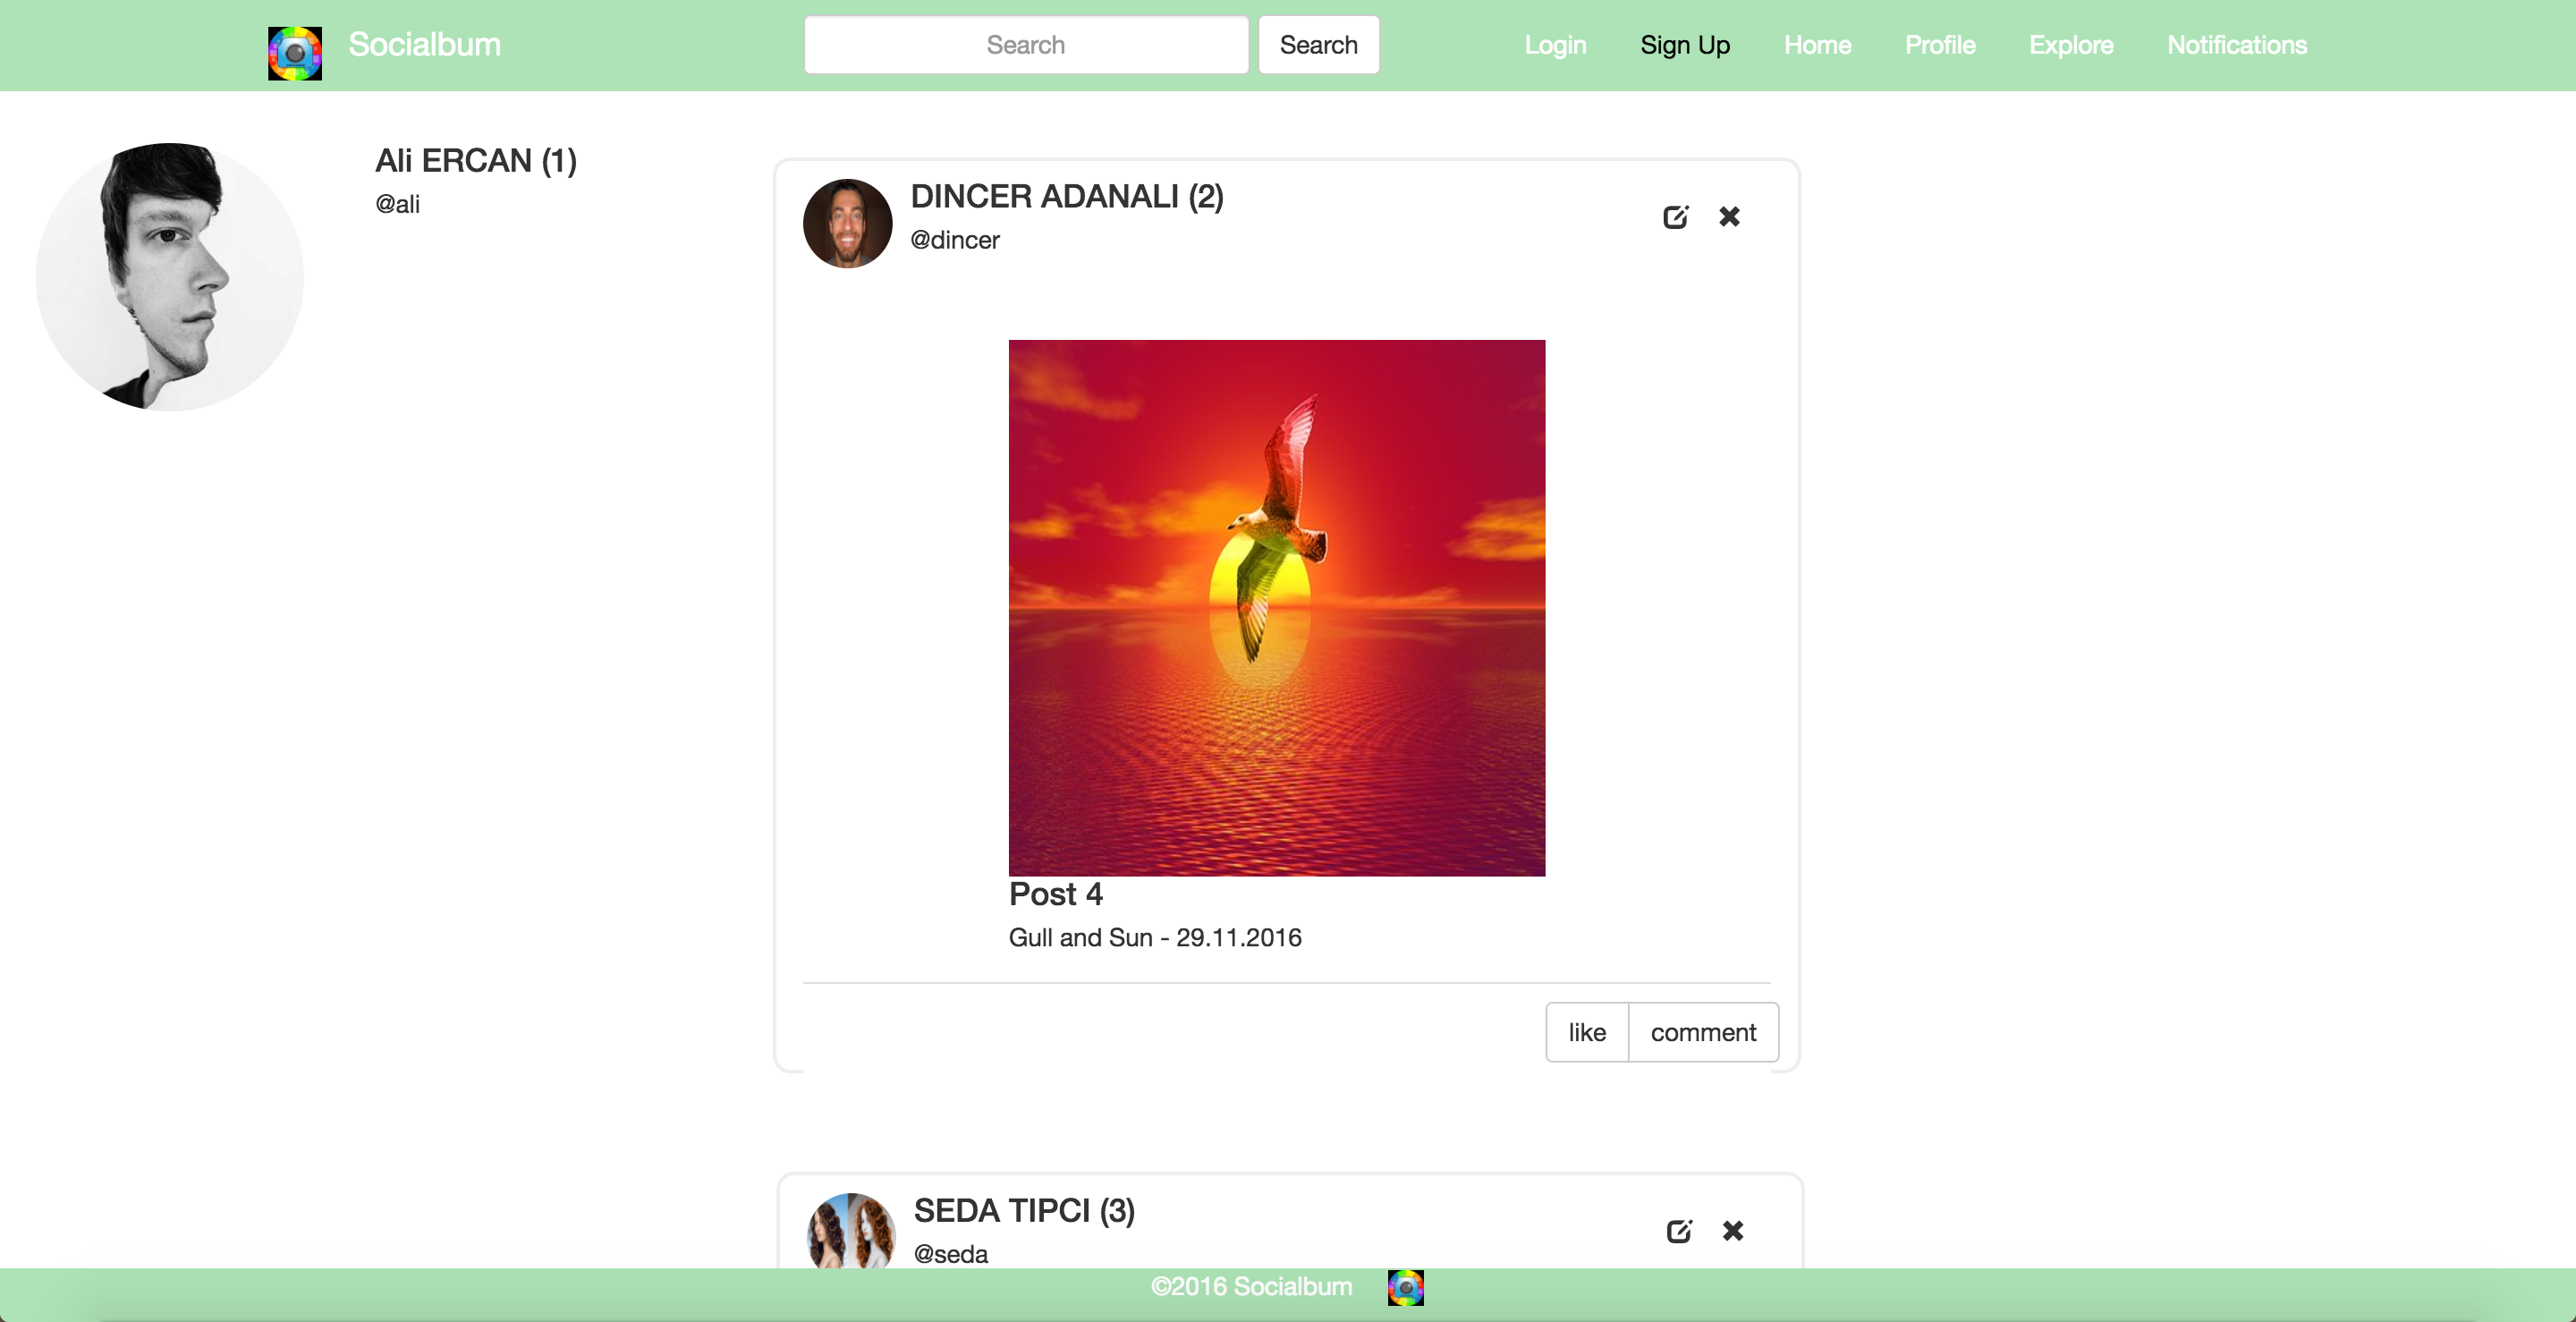 Socialbum
Search
Search
Login
Sign Up
Home
Profile
Explore
Notifications
Ali ERCAN (1)
@ali
DINCER ADANALI (2)
@dincer
Post 4
Gull and Sun - 29.11.2016
like
comment
SEDA TIPCI (3)
@seda
©2016 Socialbum